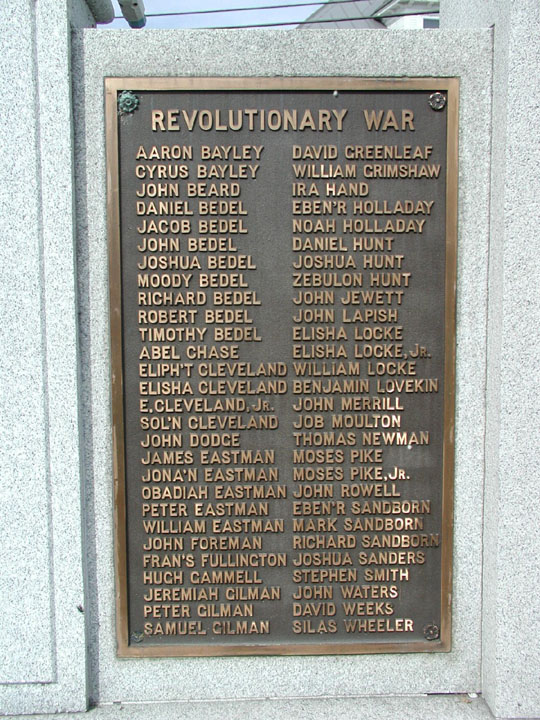 REVOLUTIONARY WAR
AARON BAYLEY
CYRUS BAYLEY
JOHN BEARD
DANIEL BEDEL
JACOB BEDEL
JOHN BEDEL
JOSHUA BEDEL
MOODY BEDEL
RICHARD BEDEL
ROBERT BEDEL
TIMOTHY BEDEL
ABEL CHASE
ELIPH'T CLEVELAND
ELISHA CLEVELAND
E. CLEVELAND, JR.
SOL'N CLEVELAND
JOHN DODGE
JAMES EASTMAN
JONA'N EASTMAN
OBADIAH EASTMAN
PETER EASTMAN
WILLIAM EASTMAN
JOHN FOREMAN
FRAN'S FULLINGTON
HUGH GAMMELL
JEREMIAH GILMAN
PETER GILMAN
SAMUEL GILMAN
DAVID GREENLEAF
WILLIAM GRIMSHAW
IRA HAND
EBEN'R HOLLADAY
NOAH HOLLADAY
DANIEL HUNT
JOSHUA HUNT
ZEBULON HUNT
JOHN JEWETT
JOHN LAPISH
ELISHA LOCKE
ELISHA LOCKE, JR.
WILLIAM LOCKE
BENJAMIN LOVEKIN
JOHN MERRILL
JOB MOULTON
THOMAS NEWMAN
MOSES PIKE
MOSES PIKE, JR.
JOHN ROWELL
EBEN'R SANDBORN
MARK SANDBORN
RICHARD SANDBORN
JOSHUA SANDERS
STEPHEN SMITH
JOHN WATERS
DAVID WEEKS
SILAS WHEELER